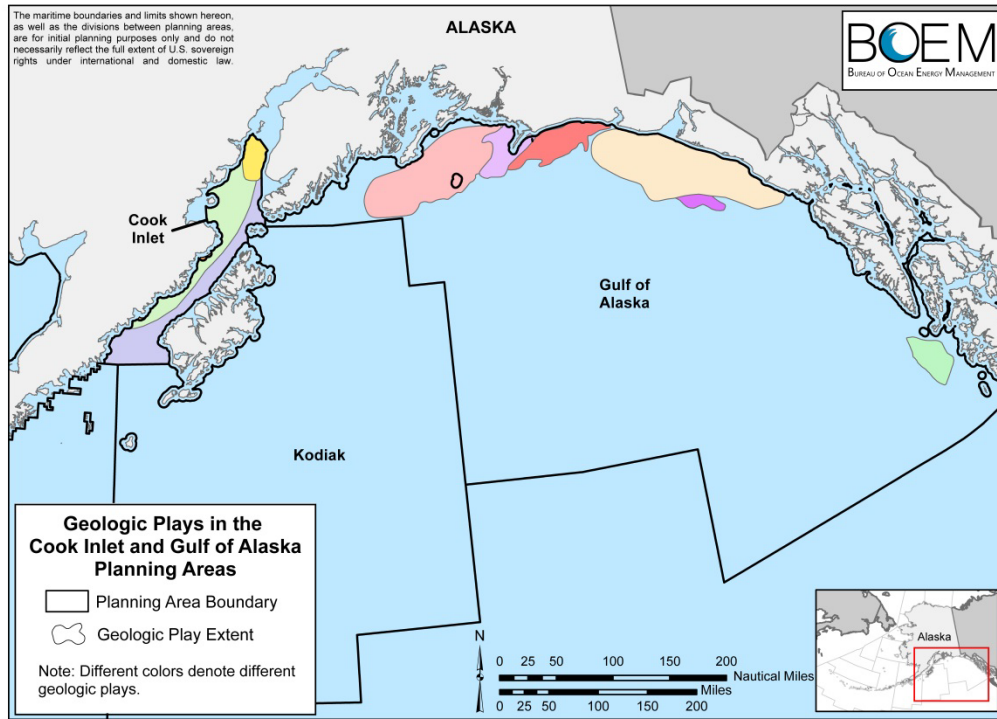 The maritime boundaries and limits shown hereon,
as well as the divisions between planning areas,
are for initial planning purposes only and do not
necessarily reflect the full extent of U.S. sovereign
rights under international and domestic law.
ALASKA
BOEM
BUREAU OF OCEAN ENERGY MANAGEMENT
Cook
Inlet
Gulf of
Alaska
Kodiak
Geologic Plays in the
Cook Inlet and Gulf of Alaska
Planning Areas
Planning Area Boundary
Geologic Play Extent
Note: Different colors denote different
geologic plays.
N
0 25 50 100 150 200
Nautical Miles
Miles
0 25 50 100 150 200
Alaska